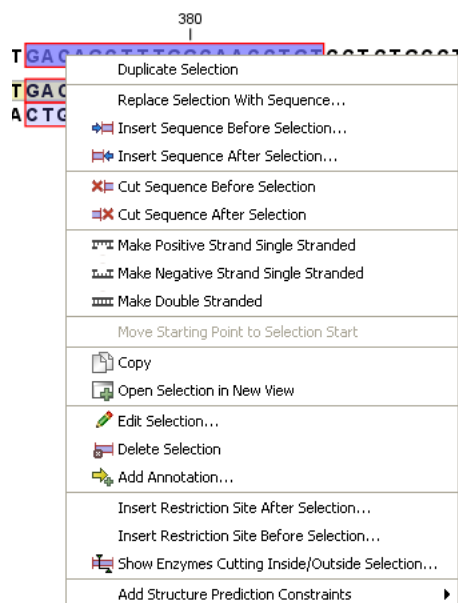 380
T GAC
Duplicate Selection
T GAC
Replace Selection With Sequence...
A CTG
Insert Sequence Before Selection...
Insert Sequence After Selection...
Cut Sequence Before Selection
Cut Sequence After Selection
Make Positive Strand Single Stranded
Make Negative Strand Single Stranded
Make Double Stranded
Move Starting Point to Selection Start
Copy
Open Selection in New View
Edit Selection...
Delete Selection
Add Annotation...
Insert Restriction Site After Selection...
Insert Restriction Site Before Selection...
Show Enzymes Cutting Inside/Outside Selection...
Add Structure Prediction Constraints